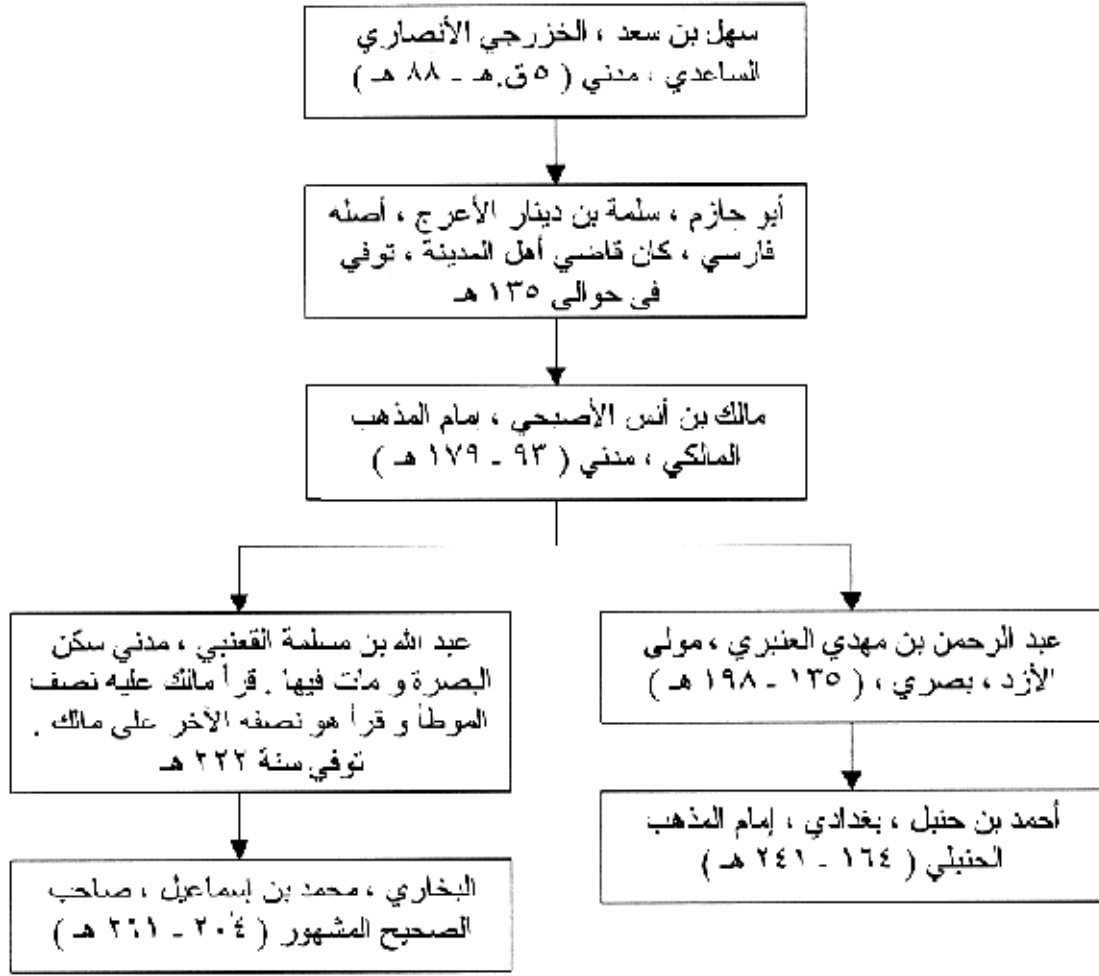 سهل بن سعد ، الخزرجي الأنصاري
الساعدي ، مدني ( ٥ ق.هـ - ٨٨ هـ )
أبو حازم ، سلمة بن دينار الأعرج ، أصله
فارسي ، كان قاضي أهل المدينة ، توفي
في حوالي ١٣٥ هـ
مالك بن أنس الأصبحي ، إمام المذهب
المالكي ، مدني ( ٩٣ - ١٧٩ هـ )
عبد الرحمن بن مهدي العنبري ، مولى
الأزد ، بصري ، ( ١٣٥ - ١٩٨ هـ )
أحمد بن حنبل ، بغدادي ، إمام المذهب
الحنبلي ( ١٦٤ - ٢٤١ هـ )
عبد الله بن مسلمة القعنبي ، مدني سكن
البصرة و مات فيها . قرأ مالك عليه نصف
الموطأ و قرأ هو نصفه الآخر على مالك .
توفي سنة ٢٢٢ هـ
البخاري ، محمد بن إسماعيل ، صاحب
الصحيح المشهور ( ٢٠٤ - ٢٦١ هـ )